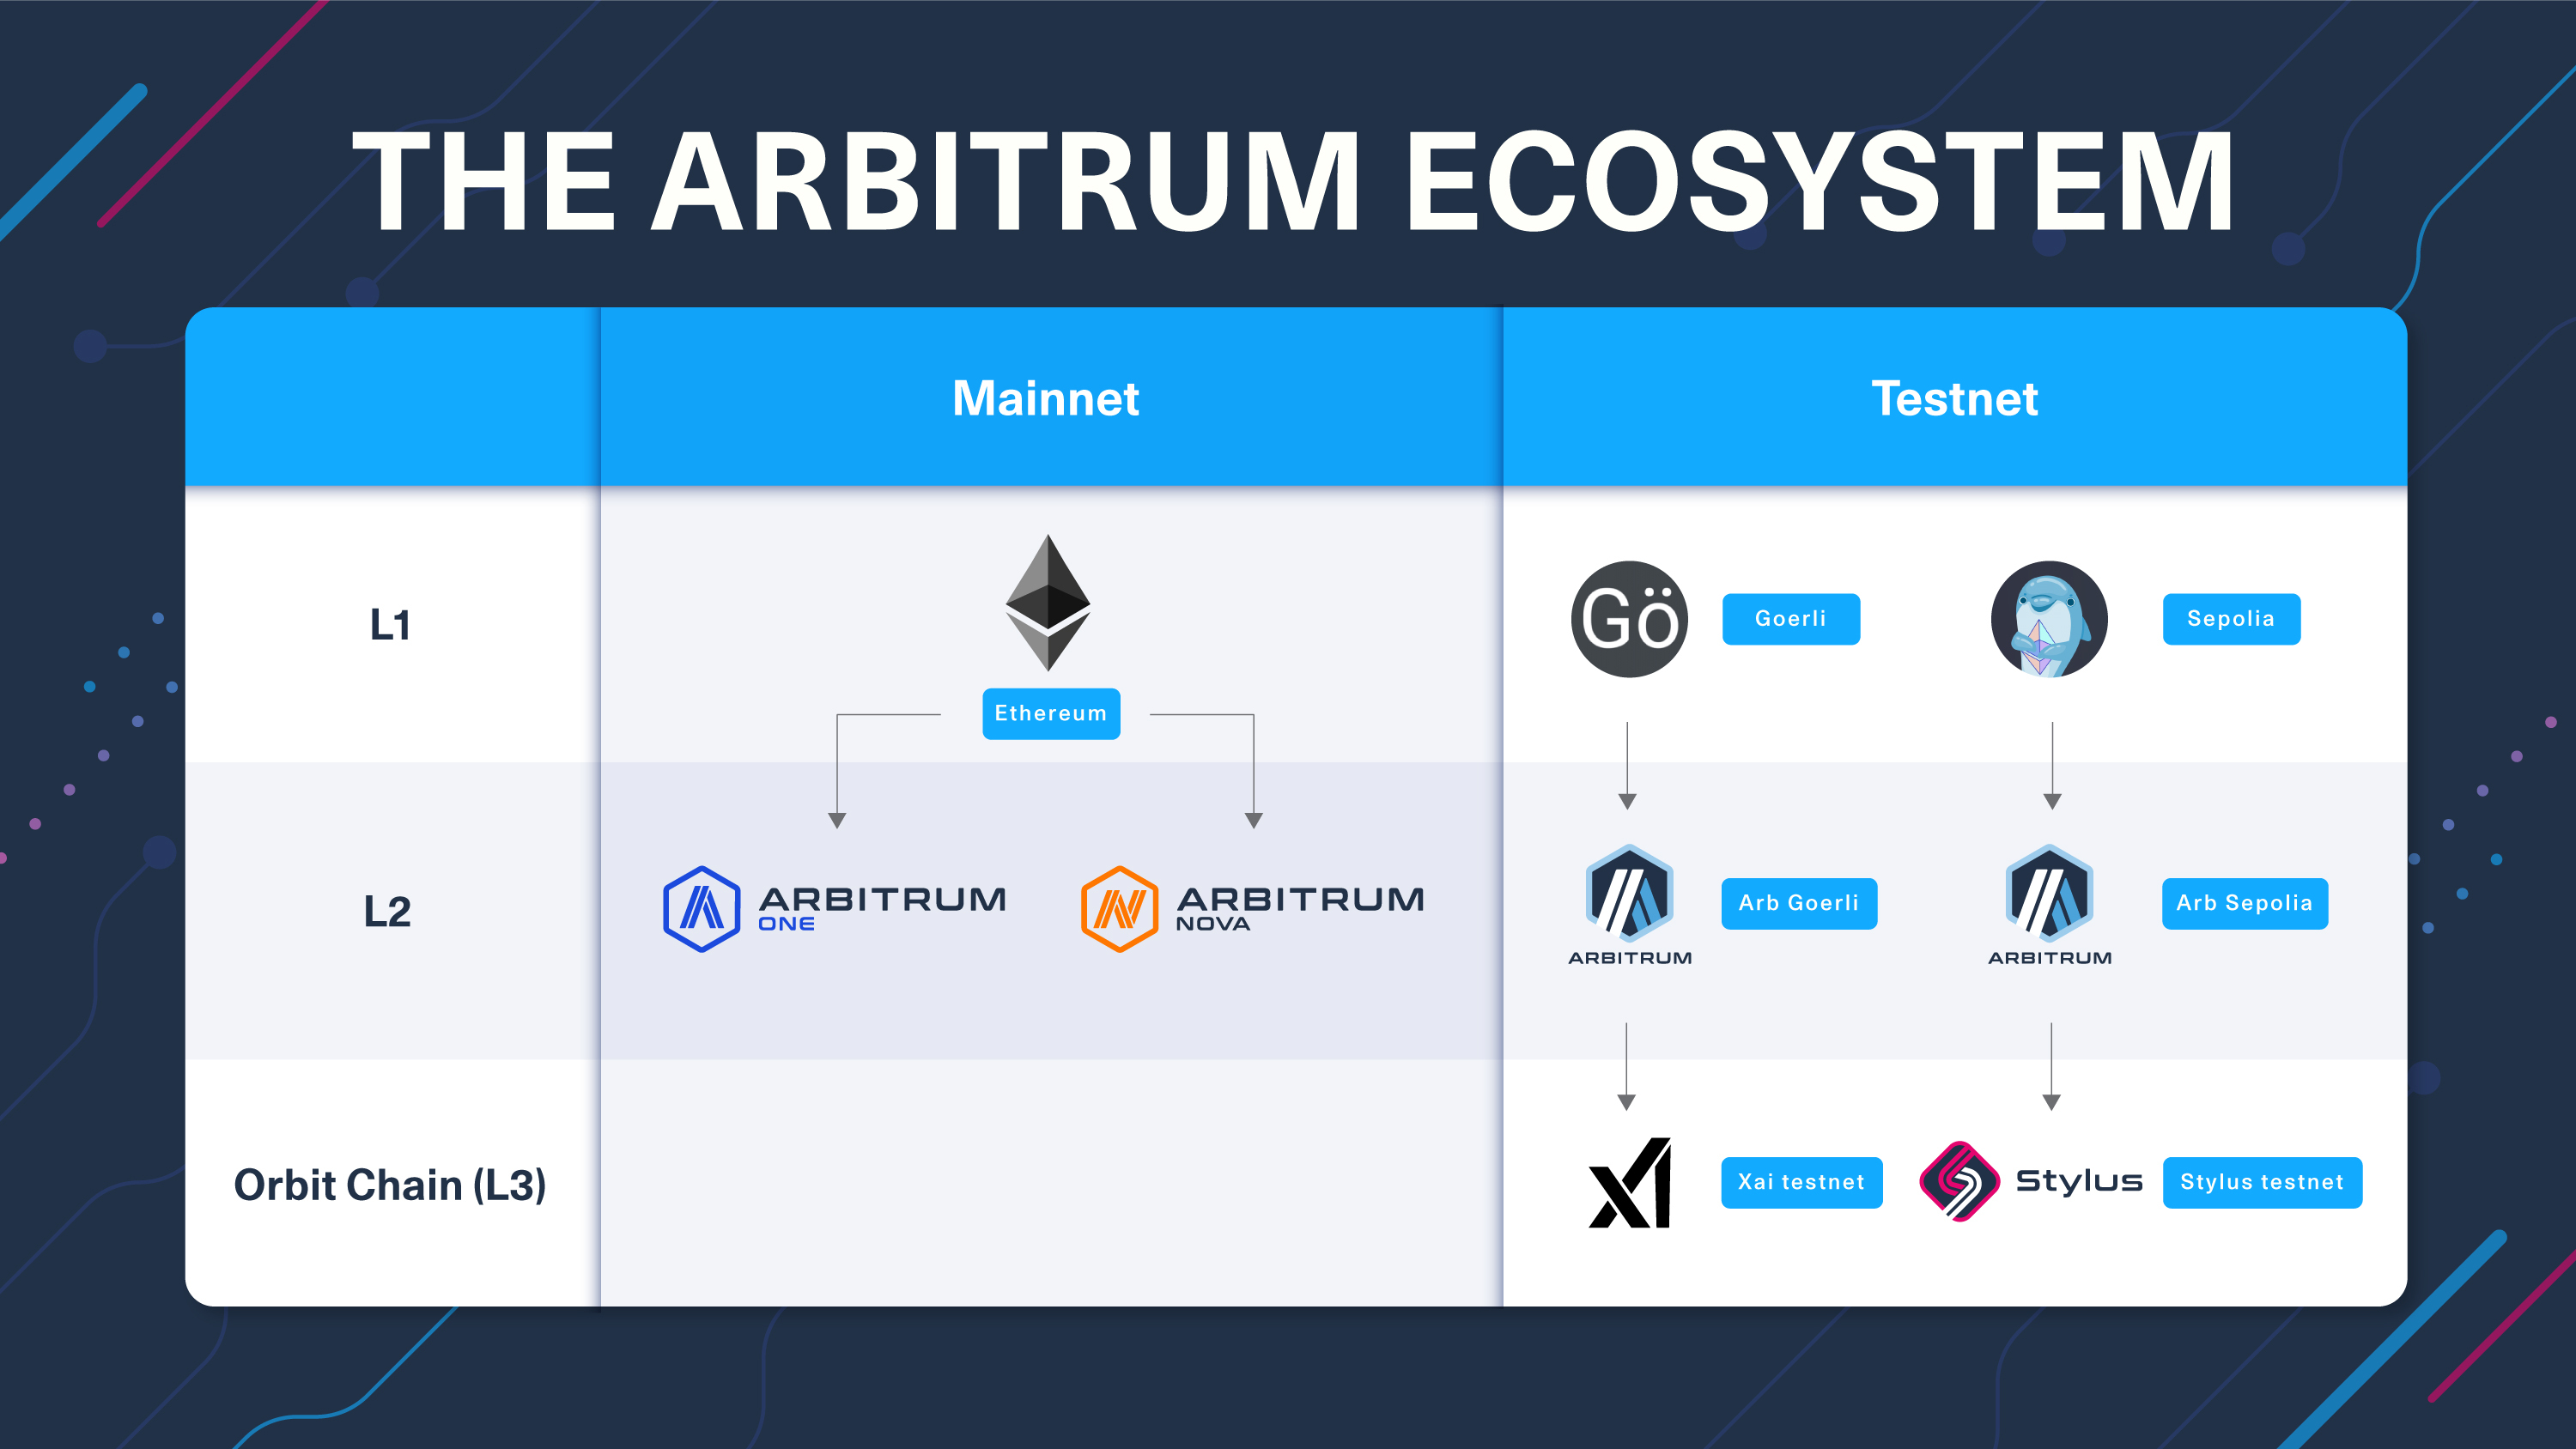 THE ARBITRUM ECOSYSTEM
Mainnet
Testnet
L1
Ethereum
Gö
Goerli
Sepolia
L2
ARBITRUM
ONE
ARBITRUM
NOVA
ARBITRUM
Arb Goerli
ARBITRUM
Arb Sepolia
Orbit Chain (L3)
Xai testnet
Stylus
Stylus testnet